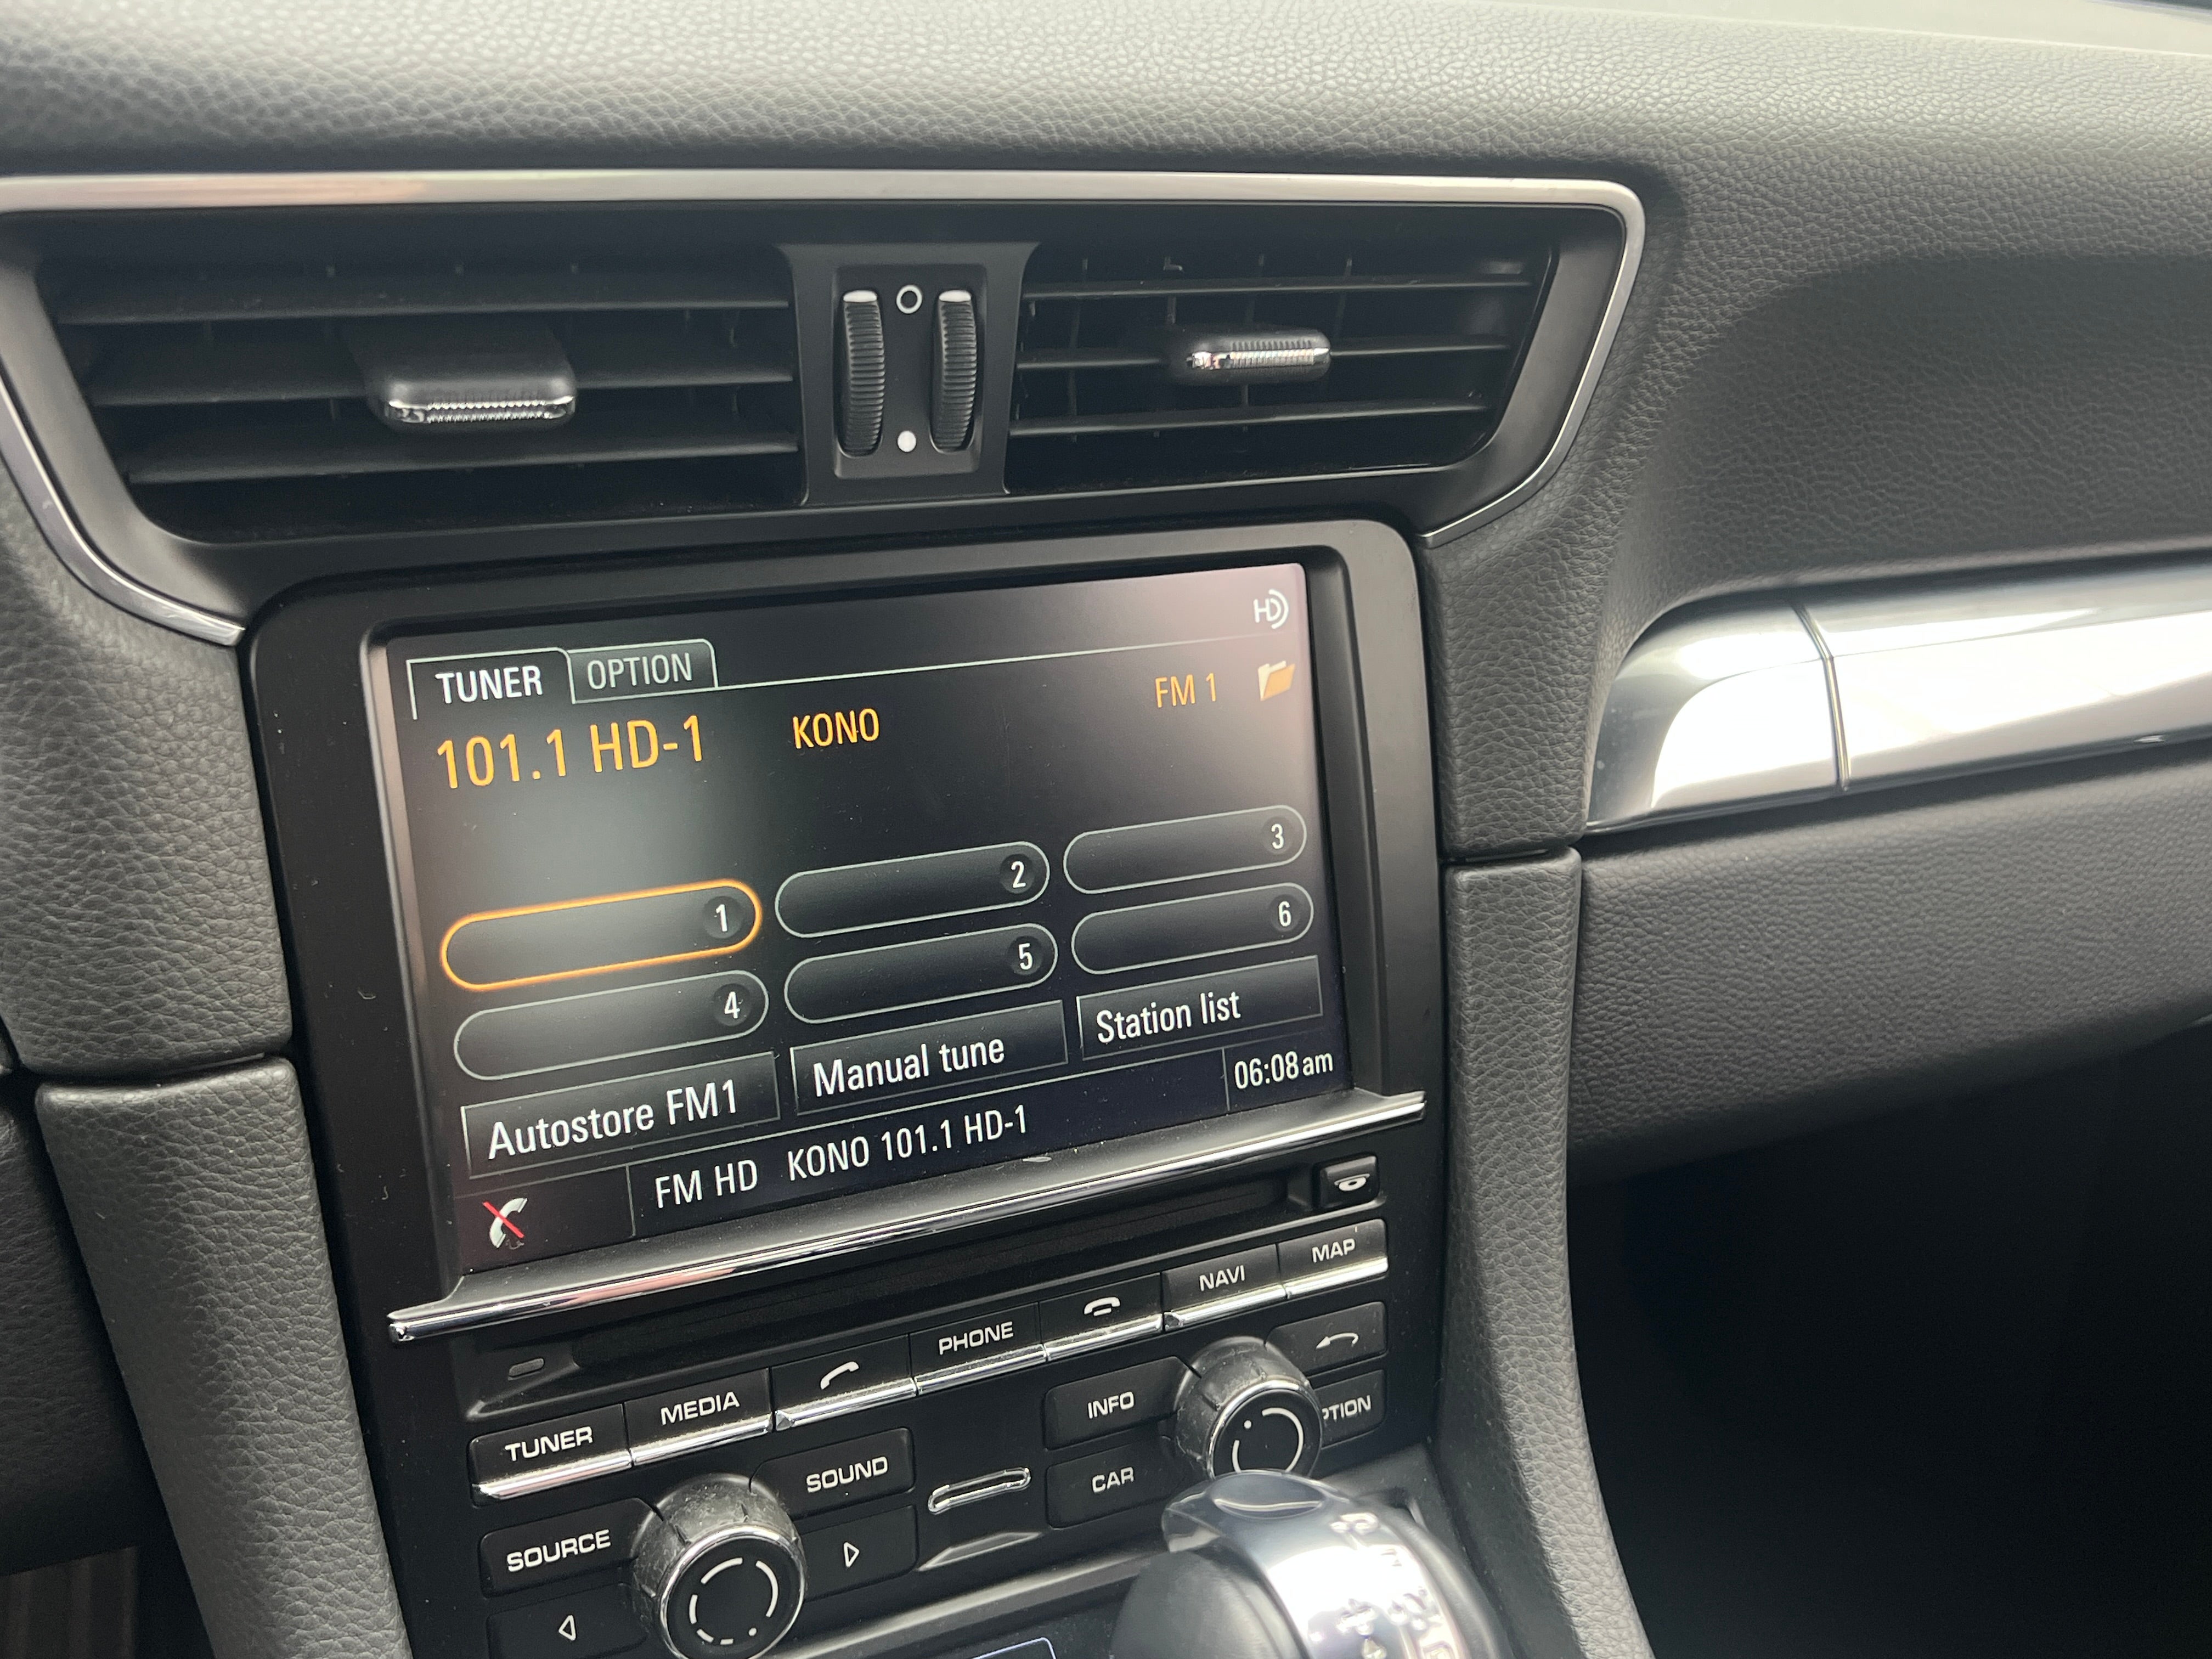 HD
TUNER OPTION
101.1 HD-1 KONO FM 1
1 2 3
4 5 6
Autostore FM1 Manual tune Station list
FM HD KONO 101.1 HD-1 06:08 am
TUNER MEDIA PHONE NAVI MAP
SOUND INFO PTION
SOURCE CAR